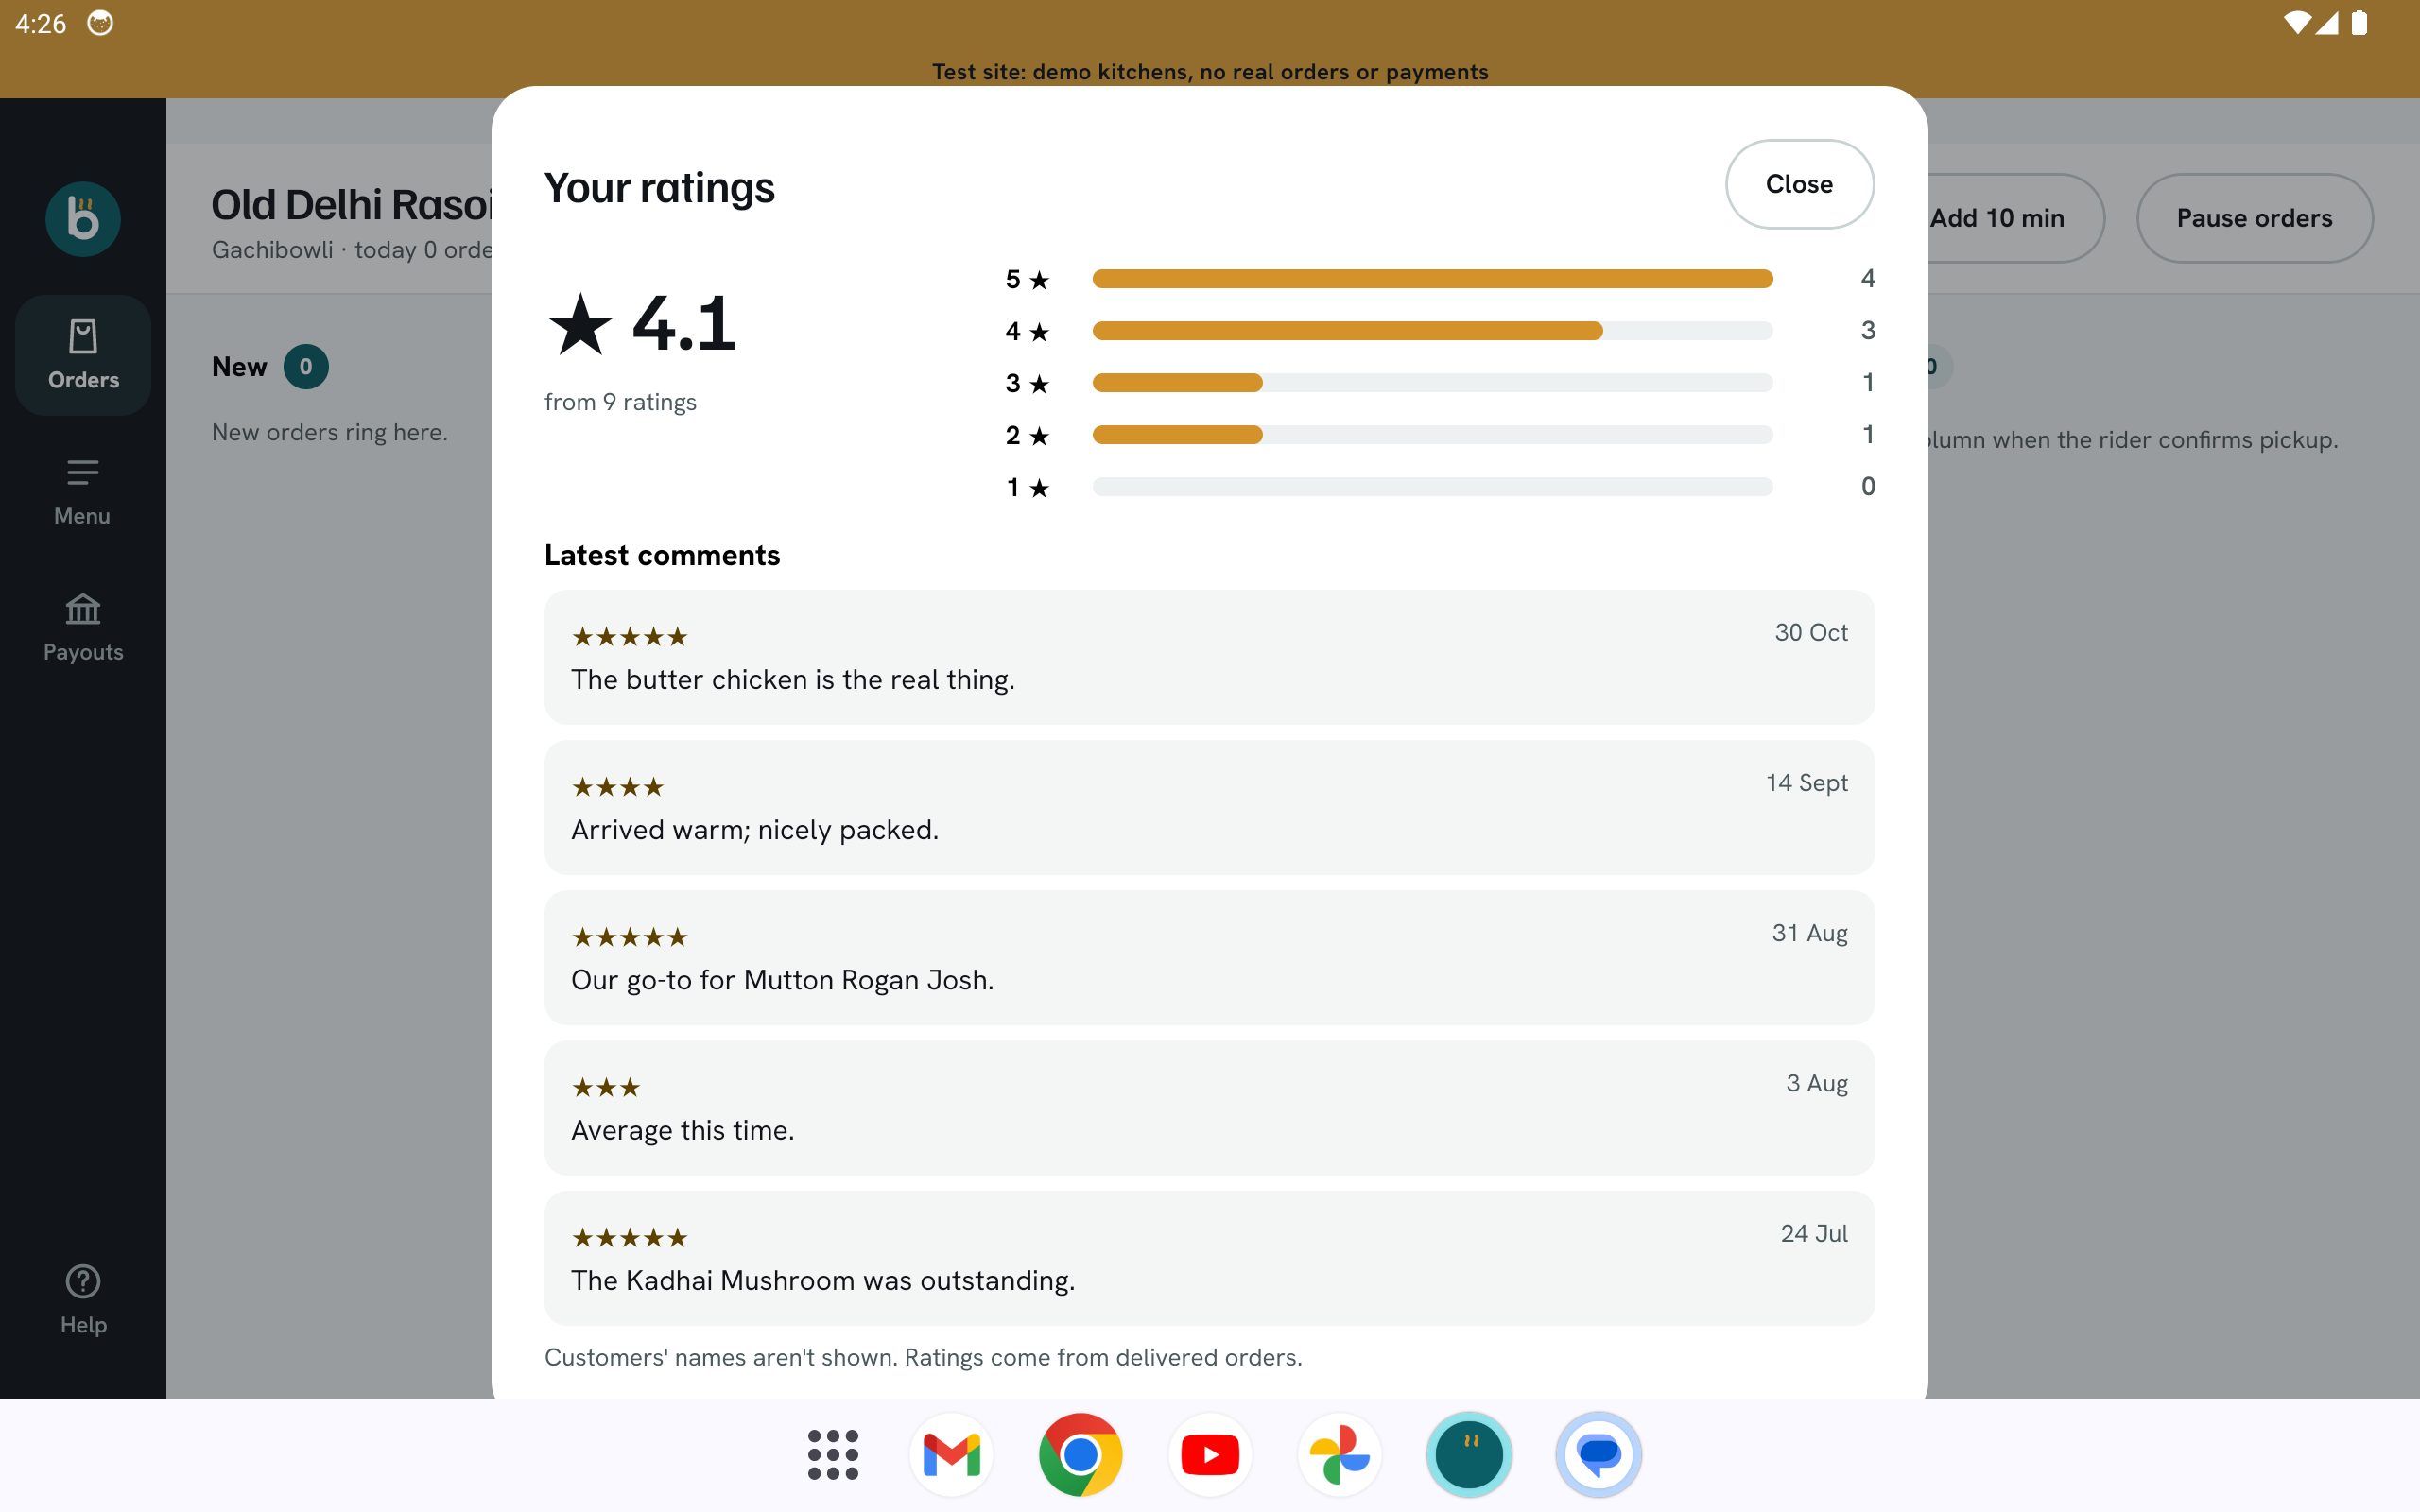 4:26
Test site: demo kitchens, no real orders or payments
Old Delhi Rasoi
Gachibowli · today 0
Add 10 min
Pause orders
Orders
Menu
Payouts
Help
New 0
New orders ring here.
when the rider confirms pickup.
Your ratings
Close
★ 4.1
from 9 ratings
5 ★ 4
4 ★ 3
3 ★ 1
2 ★ 1
1 ★ 0
Latest comments
★★★★★ 30 Oct
The butter chicken is the real thing.
★★★★ 14 Sept
Arrived warm; nicely packed.
★★★★★ 31 Aug
Our go-to for Mutton Rogan Josh.
★★★ 3 Aug
Average this time.
★★★★★ 24 Jul
The Kadhai Mushroom was outstanding.
Customers' names aren't shown. Ratings come from delivered orders.